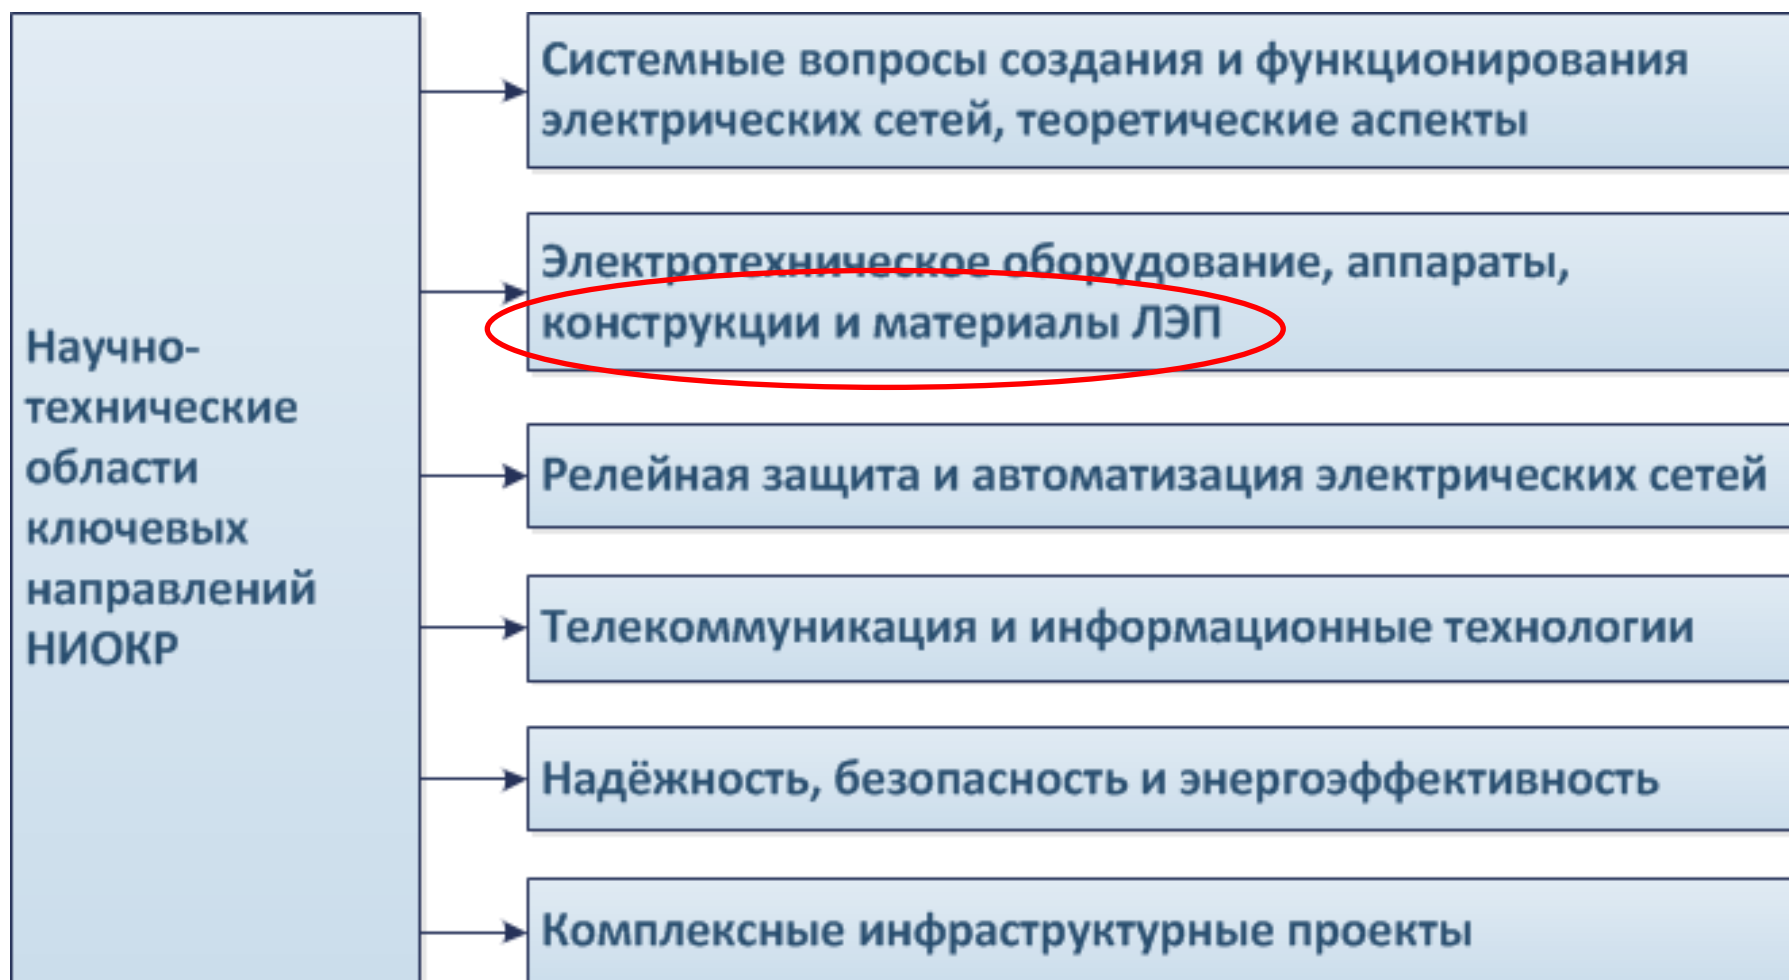 Научно-
технические
области
ключевых
направлений
НИОКР
Системные вопросы создания и функционирования
электрических сетей, теоретические аспекты
Электротехническое оборудование, аппараты,
конструкции и материалы ЛЭП
Релейная защита и автоматизация электрических сетей
Телекоммуникация и информационные технологии
Надёжность, безопасность и энергоэффективность
Комплексные инфраструктурные проекты